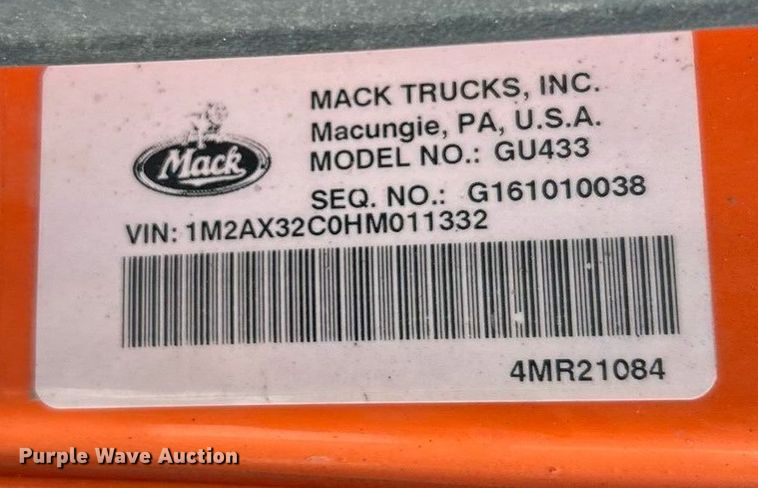 MACK TRUCKS, INC.
Macungie, PA, U.S.A.
MODEL NO.: GU433
SEQ. NO.: G161010038
Mack
VIN: 1M2AX32C0HM011332
4MR21084
Purple Wave Auction